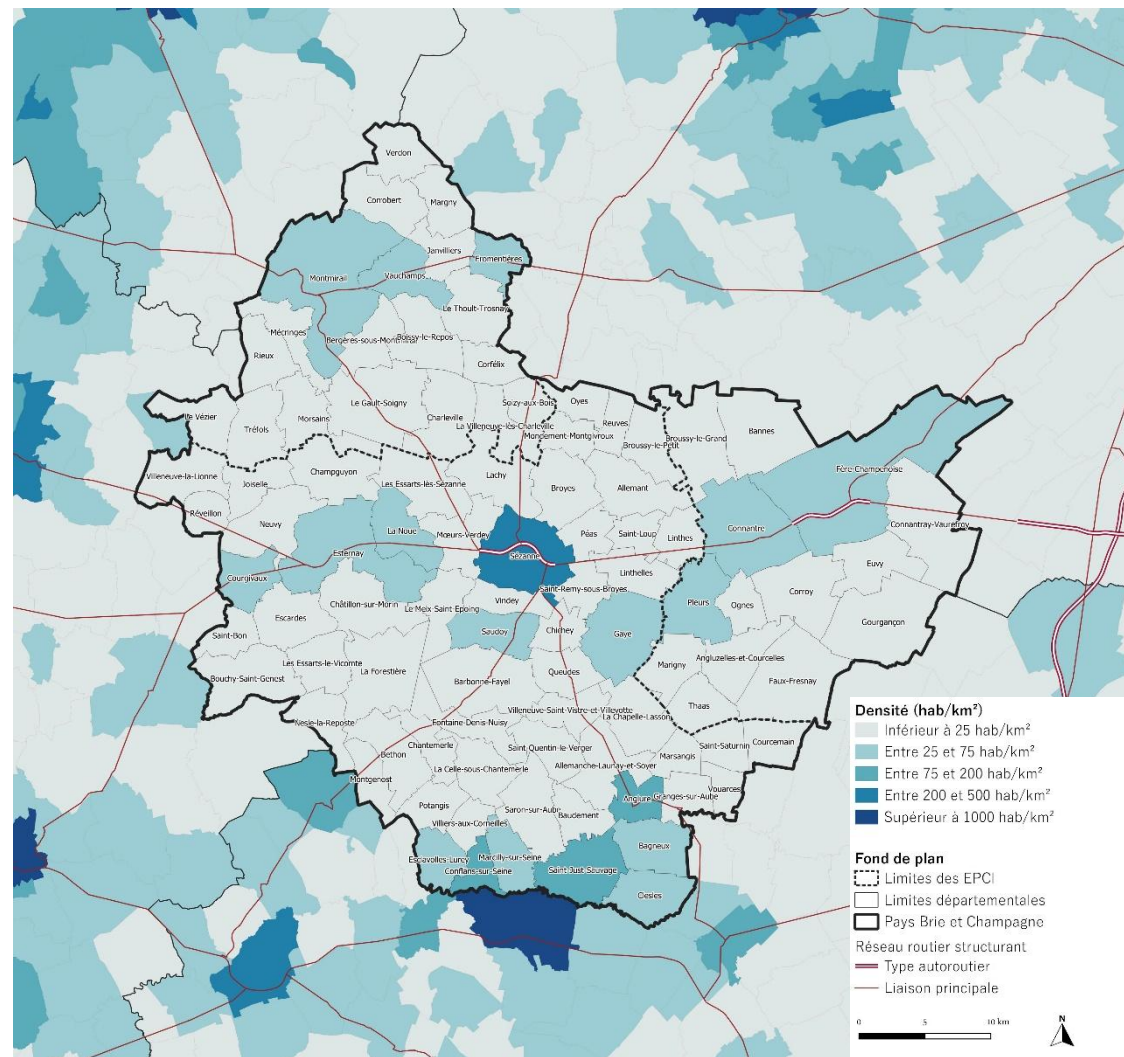 Verdon
Corrobert
Margny
Janvilliers
Fromentières
Montmirail
Vauchamps
Le Thoult-Trosnay
Mécringes
Bergères-sous-Montmirail
Boissy-le-Repos
Rieux
Corfélix
Le Gault-Soigny
Soizy-aux-Bois
Oyes
Le Vézier
Morsains
Charleville
Reuves
Tréfols
La Villeneuve-lès-Charleville
Bannes
Mondement-Montgivroux
Broussy-le-Petit
Broussy-le-Grand
Villeneuve-la-Lionne
Champguyon
Lachy
Fère-Champenoise
Joiselle
Les Essarts-lès-Sézanne
Broyes
Allemant
Réveillon
Neuvy
La Noue
Mœurs-Verdey
Péas
Saint-Loup
Linthes
Connantre
Connantray-Vaurefroy
Esternay
Sézanne
Euvy
Courgivaux
Linthelles
Saint-Remy-sous-Broyes
Corroy
Châtillon-sur-Morin
Le Meix-Saint-Epoing
Vindey
Pleurs
Ognes
Escardes
Gourgançon
Saint-Bon
Saudoy
Chichey
Gaye
Les Essarts-le-Vicomte
La Forestière
Marigny
Angluzelles-et-Courcelles
Bouchy-Saint-Genest
Barbonne-Fayel
Queudes
Faux-Fresnay
Thaas
Nesle-la-Reposte
Fontaine-Denis-Nuisy
Villeneuve-Saint-Vistre-et-Villevotte
La Chapelle-Lasson
Chantemerle
Saint-Quentin-le-Verger
Saint-Saturnin
Courcemain
Bethon
Marsangis
La Celle-sous-Chantemerle
Allemanche-Launay-et-Soyer
Montgenost
Vouarces
Anglure
Granges-sur-Aube
Potangis
Saron-sur-Aube
Baudement
Villiers-aux-Corneilles
Bagneux
Esclavolles-Lurey
Marcilly-sur-Seine
Conflans-sur-Seine
Saint-Just-Sauvage
Clesles
Densité (hab/km²)
Inférieur à 25 hab/km²
Entre 25 et 75 hab/km²
Entre 75 et 200 hab/km²
Entre 200 et 500 hab/km²
Supérieur à 1000 hab/km²
Fond de plan
Limites des EPCI
Limites départementales
Pays Brie et Champagne
Réseau routier structurant
Type autoroutier
Liaison principale
0 5 10 km
N